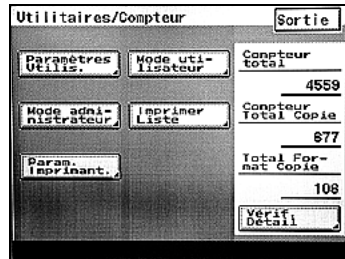 Utilitaires/Compteur
Sortie
Paramètres
Utilis.
Mode uti-
lisateur
Compteur
total
4559
Mode admi-
nistrateur
Imprimer
Liste
Compteur
Total Copie
677
Param.
Imprimant.
Total For-
mat Copie
106
Vérif.
Détail